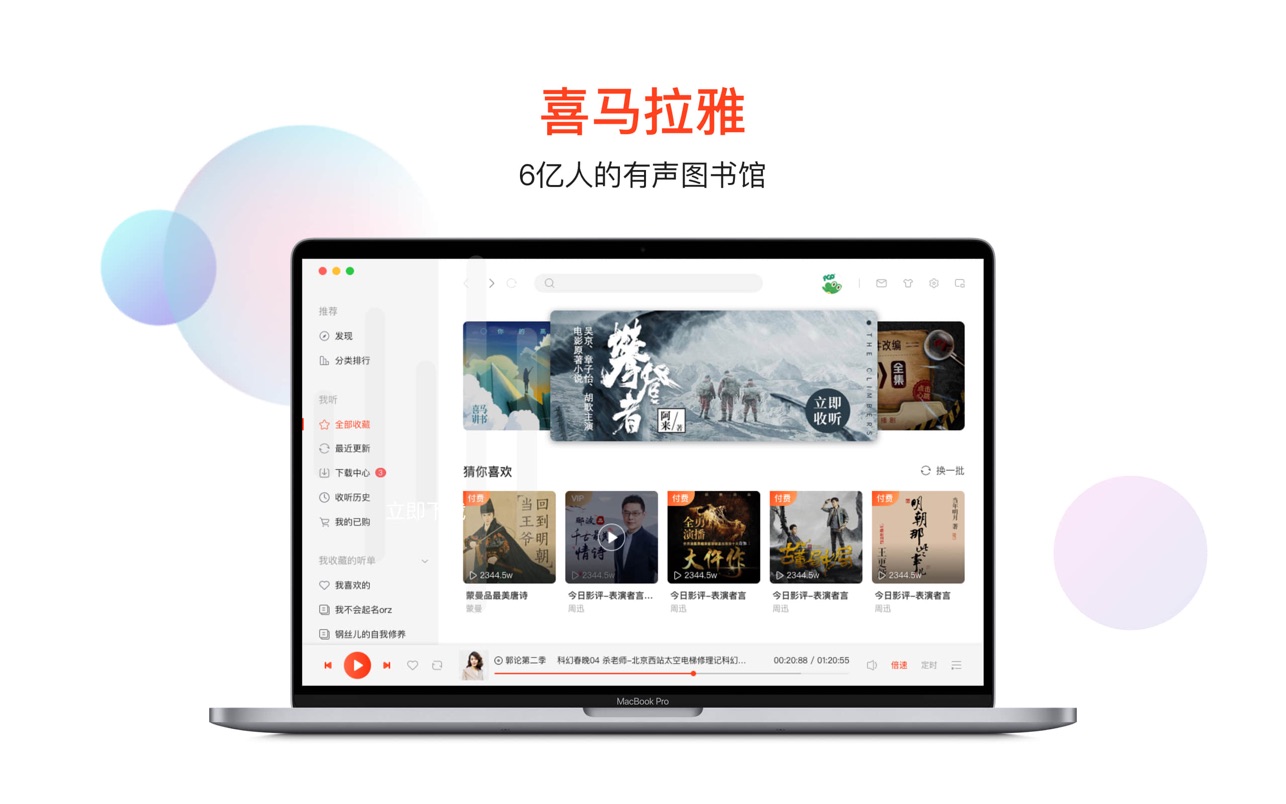 喜马拉雅
6亿人的有声图书馆
推荐
发现
分类排行
我听
全部收藏
最近更新
下载中心 3
收听历史
我的已购
我收藏的听单
我喜欢的
我不会起名orz
钢丝儿的自我修养
立即下载
喜马讲书
吴京、章子怡、胡歌主演
电影原著小说
攀登者
阿来/著
立即收听
THE CLIMBERS
改编
全集
猜你喜欢
换一批
付费
回到明朝
当王爷
2344.5w
蒙曼品最美唐诗
蒙曼
VIP
千古
情诗
2344.5w
今日影评–表演者言...
周迅
付费
演播
大仵作
2344.5w
今日影评–表演者言
周迅
付费
2344.5w
今日影评–表演者言
周迅
付费
当年明月 著
明朝那些事儿
2344.5w
今日影评–表演者言
周迅
郭论第二季 科幻春晚04 杀老师–北京西站太空电梯修理记科幻...
00:20:88 / 01:20:55
倍速
定时
MacBook Pro